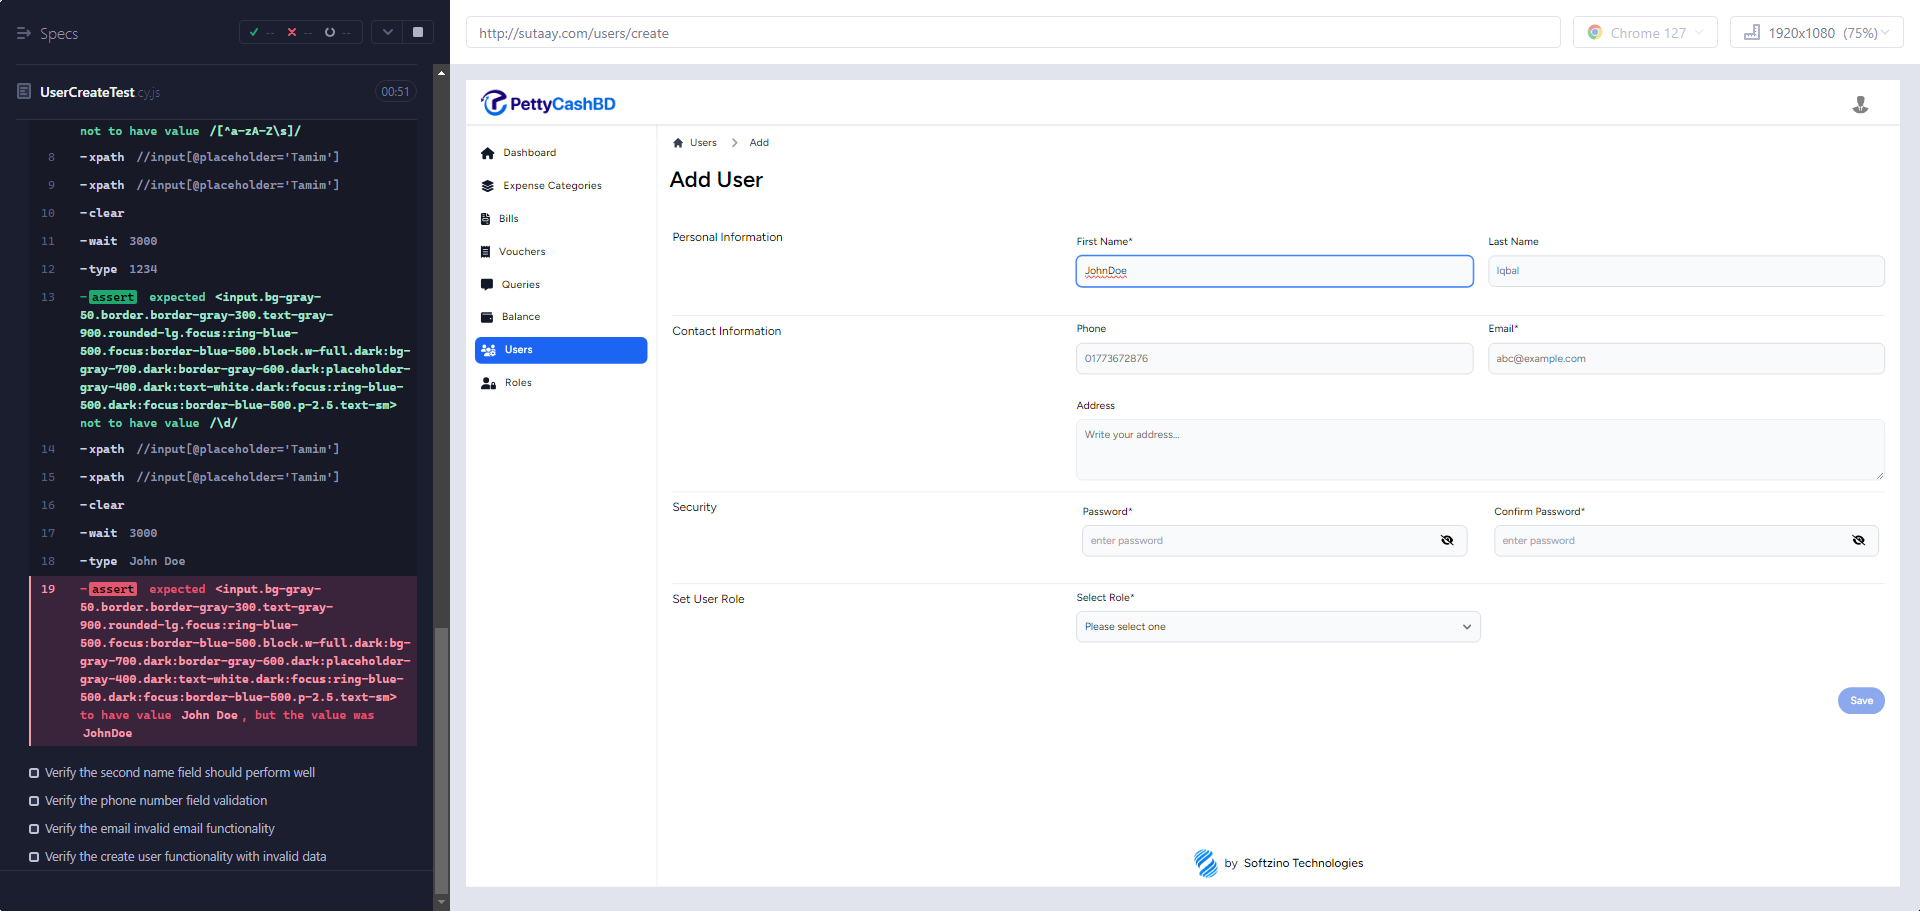 Specs
-- -- --
UserCreateTest.cy.js 00:51
not to have value /[^a-zA-Z\s]/
8 -xpath //input[@placeholder='Tamim']
9 -xpath //input[@placeholder='Tamim']
10 -clear
11 -wait 3000
12 -type 1234
13 -assert expected <input.bg-gray-
50.border.border-gray-300.text-gray-
900.rounded-lg.focus:ring-blue-
500.focus:border-blue-500.block.w-full.dark:bg-
gray-700.dark:border-gray-600.dark:placeholder-
gray-400.dark:text-white.dark:focus:ring-blue-
500.dark:focus:border-blue-500.p-2.5.text-sm>
not to have value /\d/
14 -xpath //input[@placeholder='Tamim']
15 -xpath //input[@placeholder='Tamim']
16 -clear
17 -wait 3000
18 -type John Doe
19 -assert expected <input.bg-gray-
50.border.border-gray-300.text-gray-
900.rounded-lg.focus:ring-blue-
500.focus:border-blue-500.block.w-full.dark:bg-
gray-700.dark:border-gray-600.dark:placeholder-
gray-400.dark:text-white.dark:focus:ring-blue-
500.dark:focus:border-blue-500.p-2.5.text-sm>
to have value John Doe, but the value was
JohnDoe
Verify the second name field should perform well
Verify the phone number field validation
Verify the email invalid email functionality
Verify the create user functionality with invalid data
http://sutaay.com/users/create
Chrome 127
1920x1080 (75%)
PettyCashBD
Dashboard
Expense Categories
Bills
Vouchers
Queries
Balance
Users
Roles
Users > Add
Add User
Personal Information
First Name* Last Name
JohnDoe Iqbal
Contact Information
Phone Email*
01773672876 abc@example.com
Address
Write your address...
Security
Password* Confirm Password*
enter password enter password
Set User Role
Select Role*
Please select one
Save
by Softzino Technologies